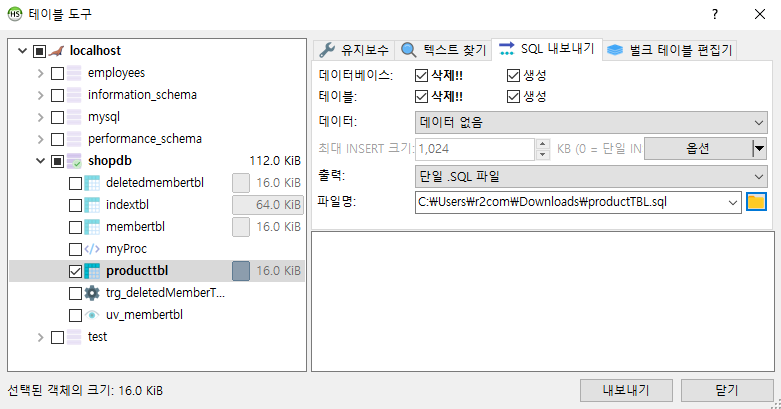 HS 테이블 도구 ? ×
localhost
employees
information_schema
mysql
performance_schema
shopdb 112.0 KiB
deletedmembertbl 16.0 KiB
indextbl 64.0 KiB
membertbl 16.0 KiB
myProc
producttbl 16.0 KiB
trg_deletedMemberT...
uv_membertbl
test
유지보수 텍스트 찾기 SQL 내보내기 벌크 테이블 편집기
데이터베이스: 삭제!! 생성
테이블: 삭제!! 생성
데이터: 데이터 없음
최대 INSERT 크기: 1,024 KB (0 = 단일 IN 옵션
출력: 단일 .SQL 파일
파일명: C:₩Users₩r2com₩Downloads₩productTBL.sql
선택된 객체의 크기: 16.0 KiB
내보내기 닫기